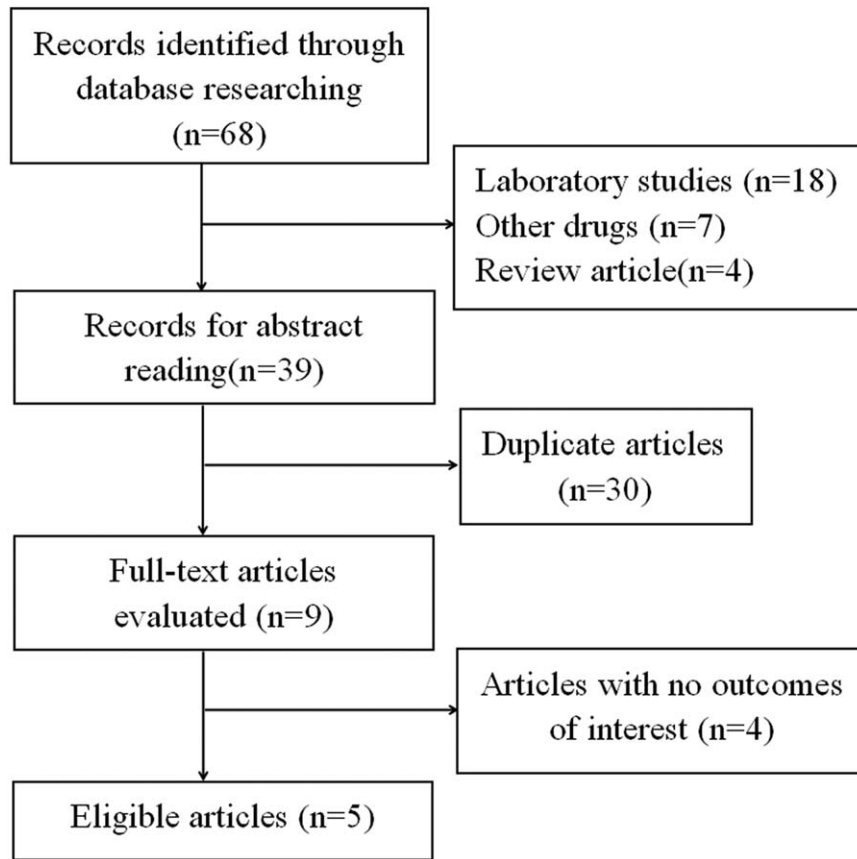 Records identified through
database researching
(n=68)
Laboratory studies (n=18)
Other drugs (n=7)
Review article(n=4)
Records for abstract
reading(n=39)
Duplicate articles
(n=30)
Full-text articles
evaluated (n=9)
Articles with no outcomes
of interest (n=4)
Eligible articles (n=5)